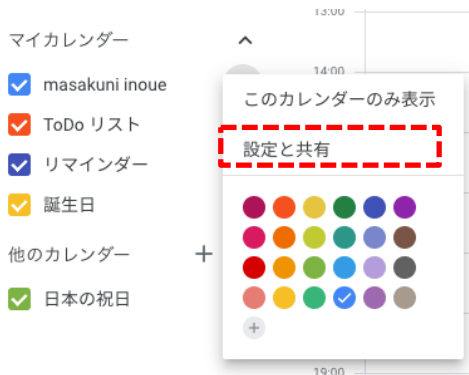 13:00
マイカレンダー
14:00
masakuni inoue
このカレンダーのみ表示
ToDo リスト
設定と共有
リマインダー
誕生日
他のカレンダー
日本の祝日
19:00